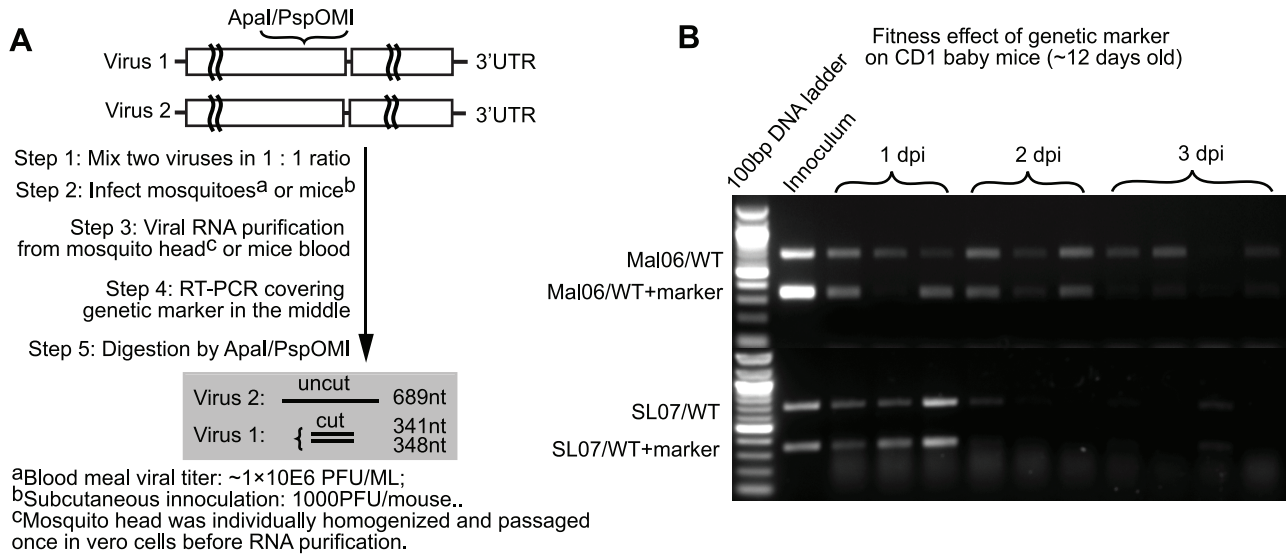 A
ApaI/PspOMI
Virus 1
3'UTR
Virus 2
3'UTR
Step 1: Mix two viruses in 1 : 1 ratio
Step 2: Infect mosquitoesᵃ or miceᵇ
Step 3: Viral RNA purification
from mosquito headᶜ or mice blood
Step 4: RT-PCR covering
genetic marker in the middle
Step 5: Digestion by ApaI/PspOMI
Virus 2: uncut 689nt
Virus 1: { cut 341nt
348nt
ᵃBlood meal viral titer: ~1×10E6 PFU/ML;
ᵇSubcutaneous innoculation: 1000PFU/mouse..
ᶜMosquito head was individually homogenized and passaged
once in vero cells before RNA purification.
B
Fitness effect of genetic marker
on CD1 baby mice (~12 days old)
100bp DNA ladder
Innoculum
1 dpi
2 dpi
3 dpi
Mal06/WT
Mal06/WT+marker
SL07/WT
SL07/WT+marker